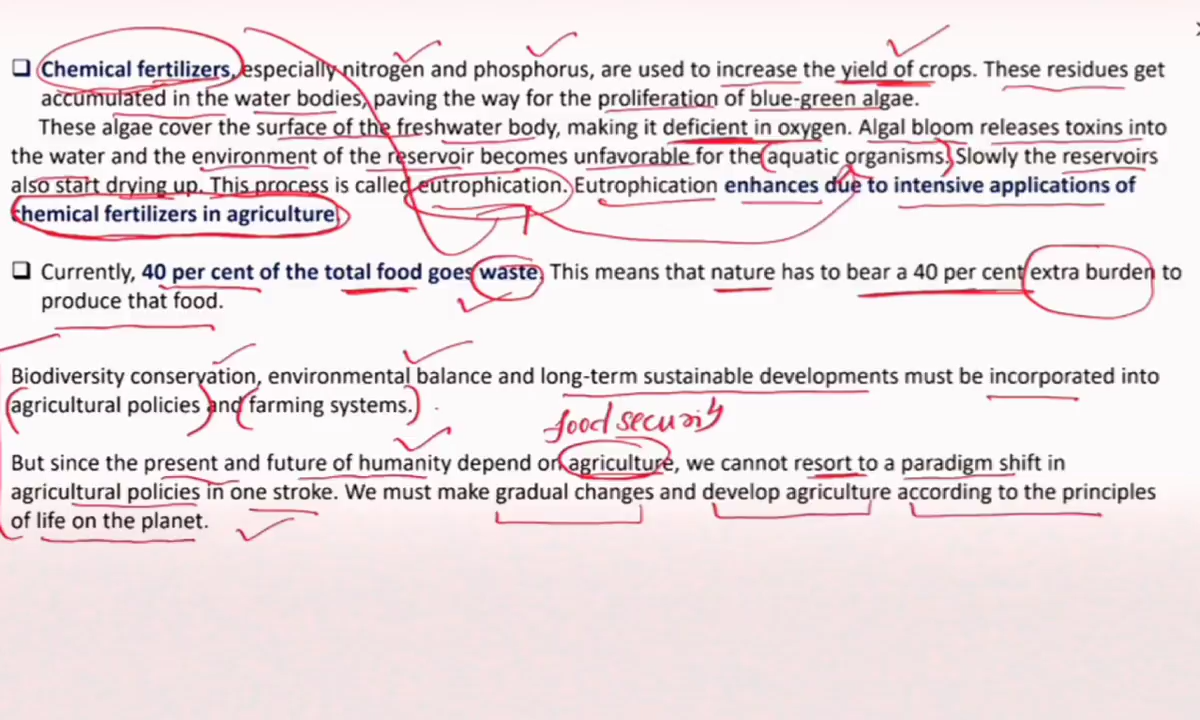 ❑ Chemical fertilizers, especially nitrogen and phosphorus, are used to increase the yield of crops. These residues get
accumulated in the water bodies, paving the way for the proliferation of blue-green algae.
These algae cover the surface of the freshwater body, making it deficient in oxygen. Algal bloom releases toxins into
the water and the environment of the reservoir becomes unfavorable for the aquatic organisms. Slowly the reservoirs
also start drying up. This process is called eutrophication. Eutrophication enhances due to intensive applications of
chemical fertilizers in agriculture
❑ Currently, 40 per cent of the total food goes waste. This means that nature has to bear a 40 per cent extra burden to
produce that food.
Biodiversity conservation, environmental balance and long-term sustainable developments must be incorporated into
agricultural policies and farming systems.
food security
But since the present and future of humanity depend on agriculture, we cannot resort to a paradigm shift in
agricultural policies in one stroke. We must make gradual changes and develop agriculture according to the principles
of life on the planet.